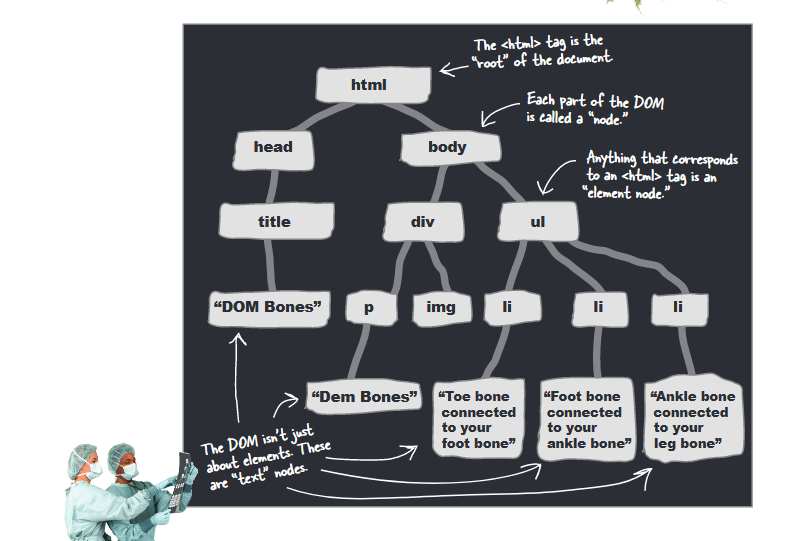 The <html> tag is the
"root" of the document.
html
Each part of the DOM
is called a "node."
head
body
Anything that corresponds
to an <html> tag is an
"element node."
title
div
ul
"DOM Bones"
p
img
li
li
li
"Dem Bones"
"Toe bone
connected
to your
foot bone"
"Foot bone
connected
to your
ankle bone"
"Ankle bone
connected
to your
leg bone"
The DOM isn't just
about elements. These
are "text" nodes.